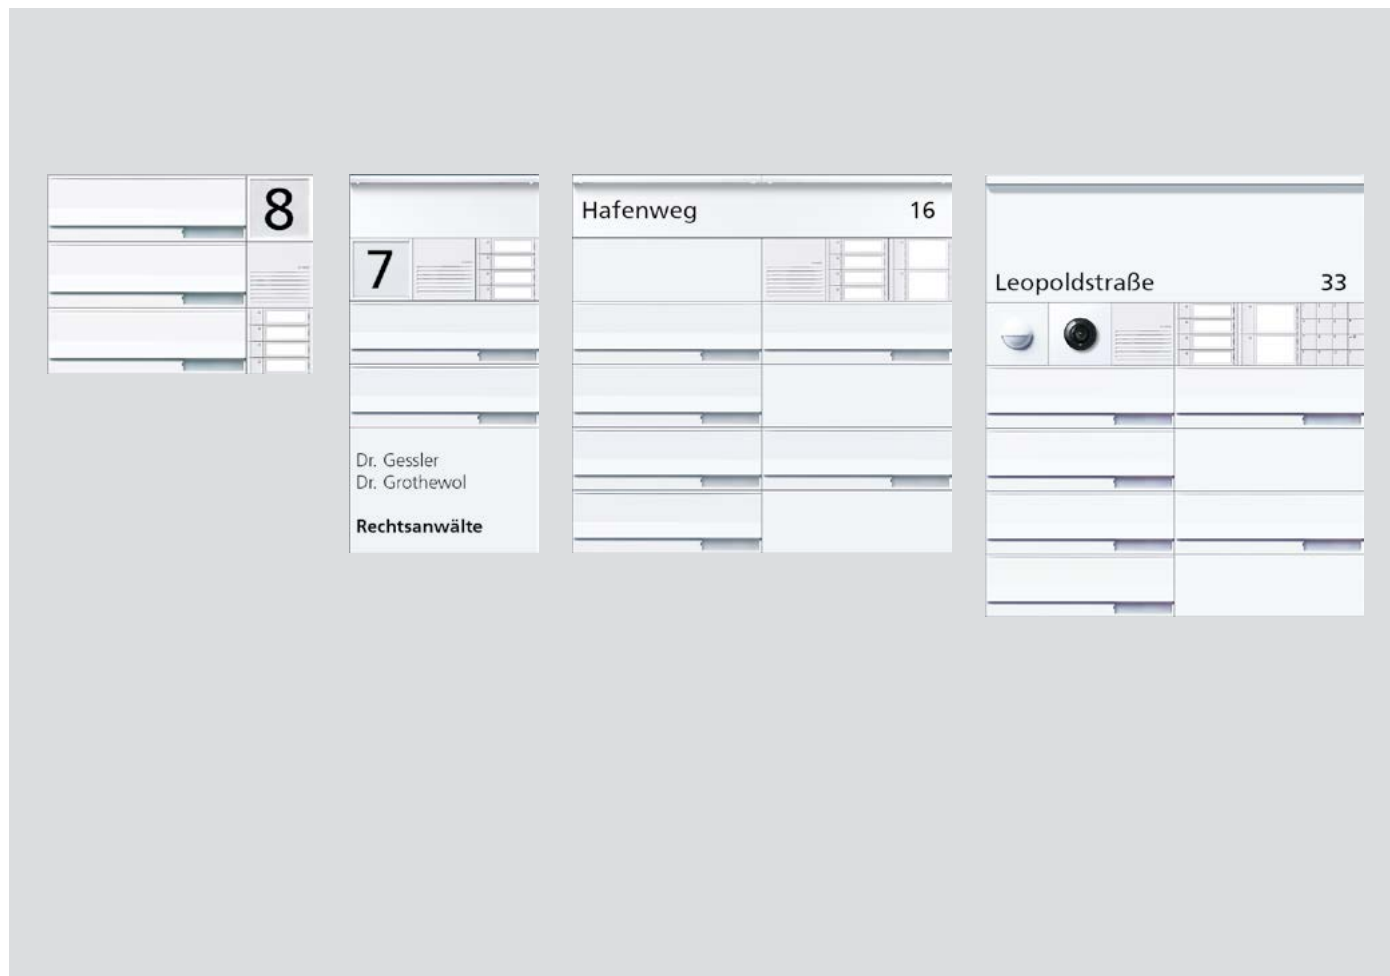 8
7
Dr. Gessler
Dr. Grothewol
Rechtsanwälte
Hafenweg 16
Leopoldstraße 33